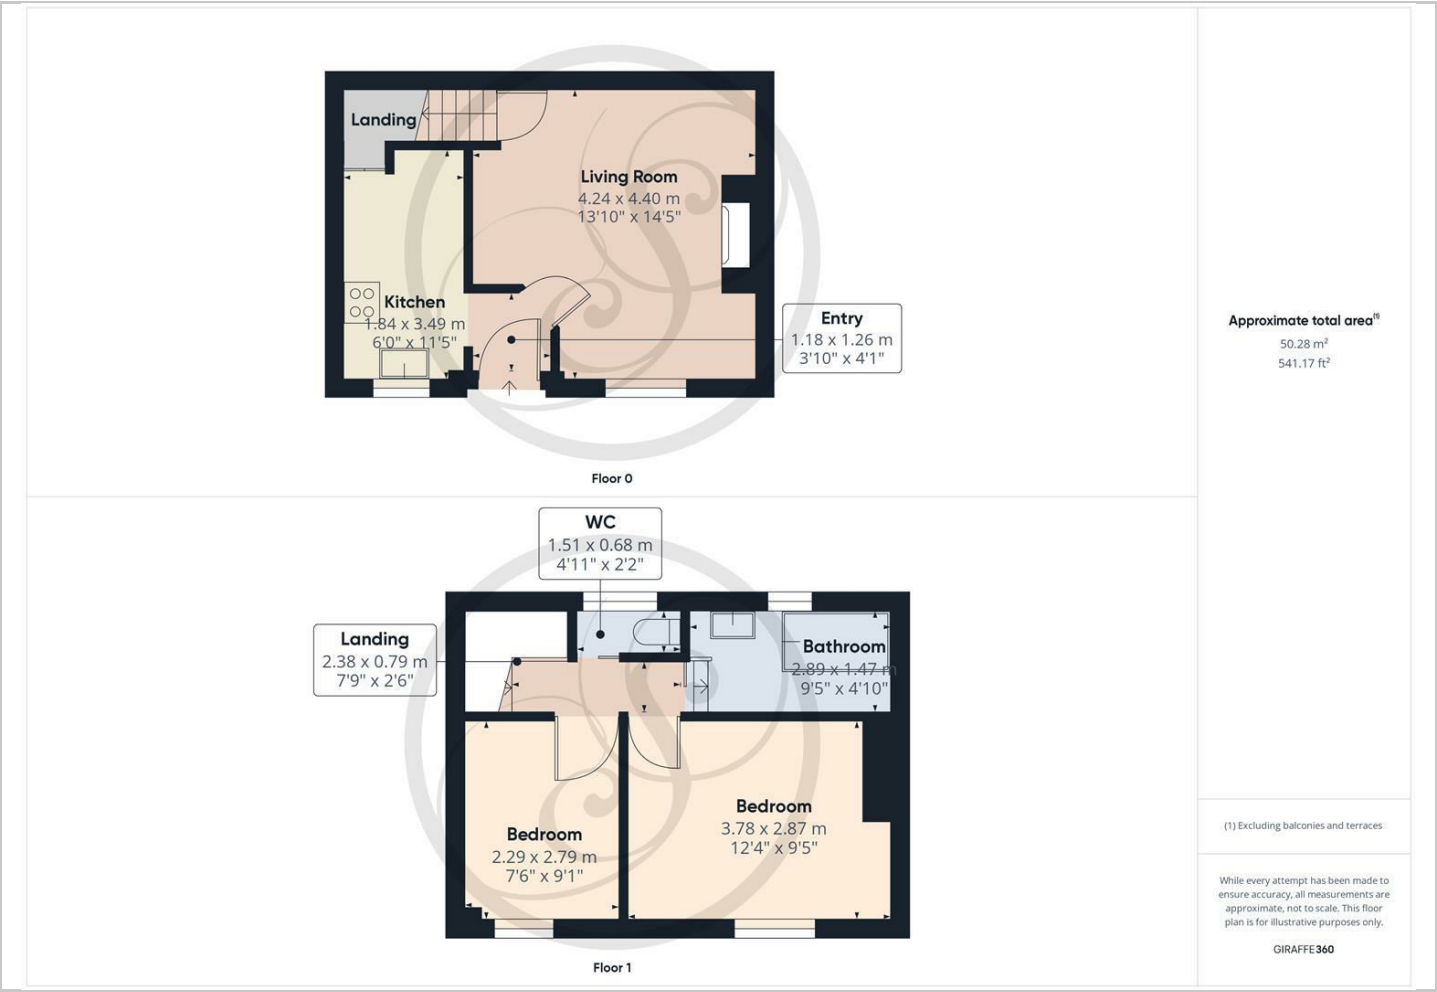 Landing
Living Room
4.24 x 4.40 m
13'10" x 14'5"
Kitchen
1.84 x 3.49 m
6'0" x 11'5"
Entry
1.18 x 1.26 m
3'10" x 4'1"
Floor 0
WC
1.51 x 0.68 m
4'11" x 2'2"
Landing
2.38 x 0.79 m
7'9" x 2'6"
Bathroom
2.89 x 1.47 m
9'5" x 4'10"
Bedroom
2.29 x 2.79 m
7'6" x 9'1"
Bedroom
3.78 x 2.87 m
12'4" x 9'5"
Floor 1
Approximate total area(1)
50.28 m²
541.17 ft²
(1) Excluding balconies and terraces
While every attempt has been made to
ensure accuracy, all measurements are
approximate, not to scale. This floor
plan is for illustrative purposes only.
GIRAFFE360